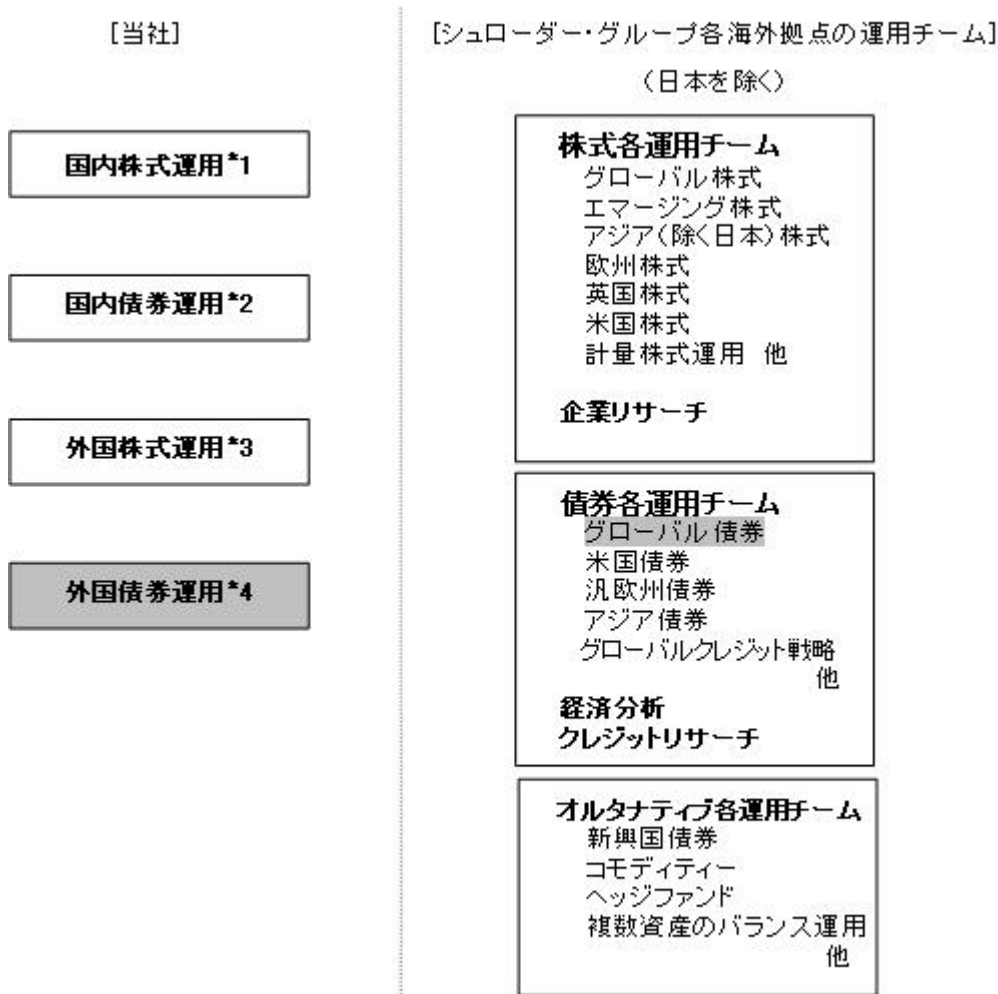 [当社]
国内株式運用*1
国内債券運用*2
外国株式運用*3
外国債券運用*4
[シュローダー・グループ各海外拠点の運用チーム]
(日本を除く)
株式各運用チーム
グローバル株式
エマージング株式
アジア(除く日本)株式
欧州株式
英国株式
米国株式
計量株式運用 他
企業リサーチ
債券各運用チーム
グローバル債券
米国債券
汎欧州債券
アジア債券
グローバルクレジット戦略
他
経済分析
クレジットリサーチ
オルタナティブ各運用チーム
新興国債券
コモディティー
ヘッジファンド
複数資産のバランス運用
他